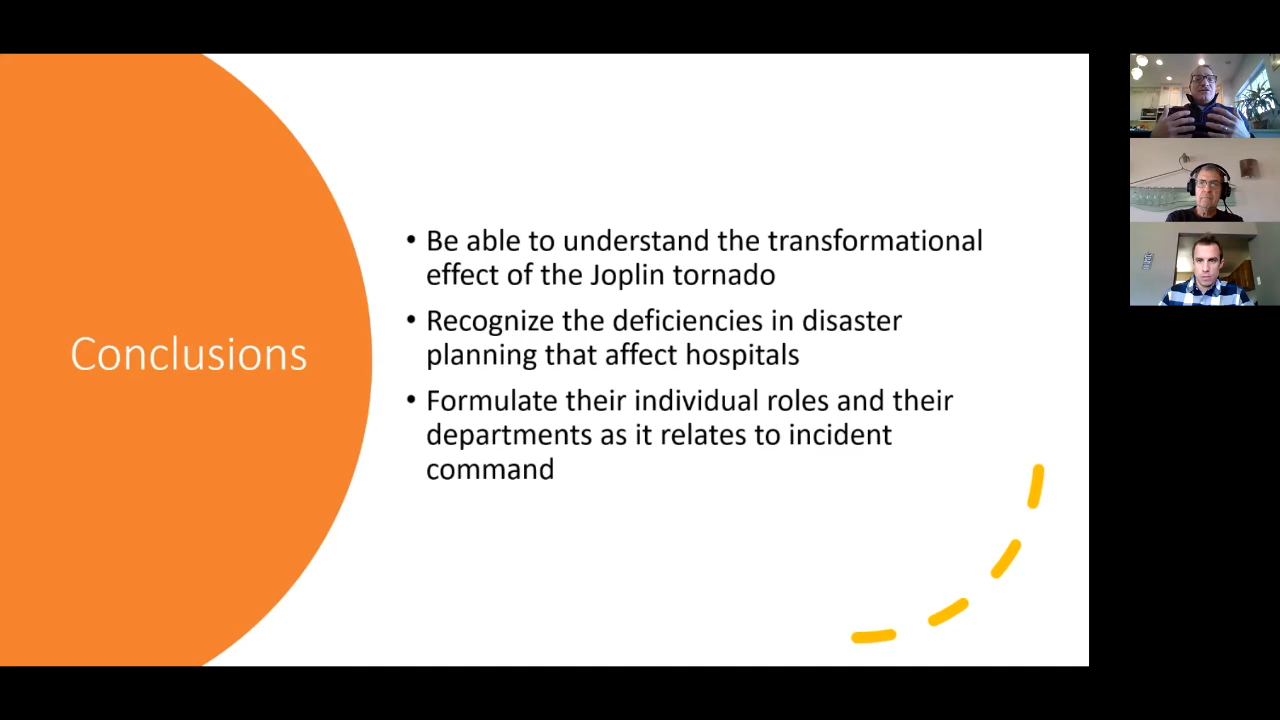 Conclusions
• Be able to understand the transformational
effect of the Joplin tornado
• Recognize the deficiencies in disaster
planning that affect hospitals
• Formulate their individual roles and their
departments as it relates to incident
command